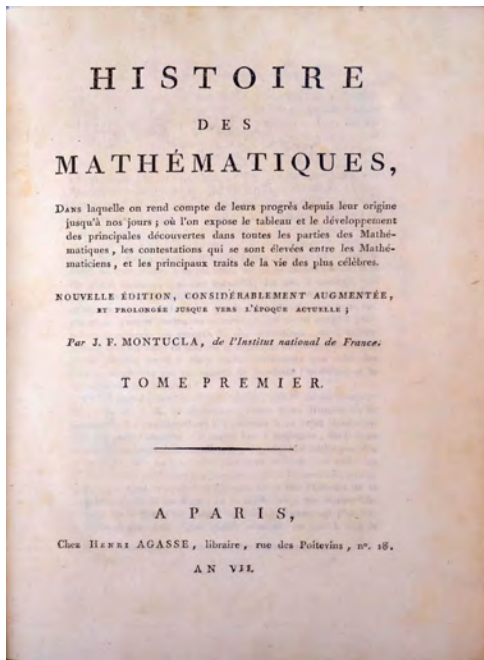 HISTOIRE
DES
MATHÉMATIQUES,
DANS laquelle on rend compte de leurs progrès depuis leur origine
jusqu'à nos jours ; où l'on expose le tableau et le développement
des principales découvertes dans toutes les parties des Mathé-
matiques, les contestations qui se sont élevées entre les Mathé-
maticiens, et les principaux traits de la vie des plus célèbres.
NOUVELLE ÉDITION, CONSIDÉRABLEMENT AUGMENTÉE,
ET PROLONGÉE JUSQUE VERS L'ÉPOQUE ACTUELLE ;
Par J. F. MONTUCLA, de l'Institut national de France.
TOME PREMIER.
A PARIS,
Chez HENRI AGASSE, libraire, rue des Poitevins, nº. 18.
AN VII.